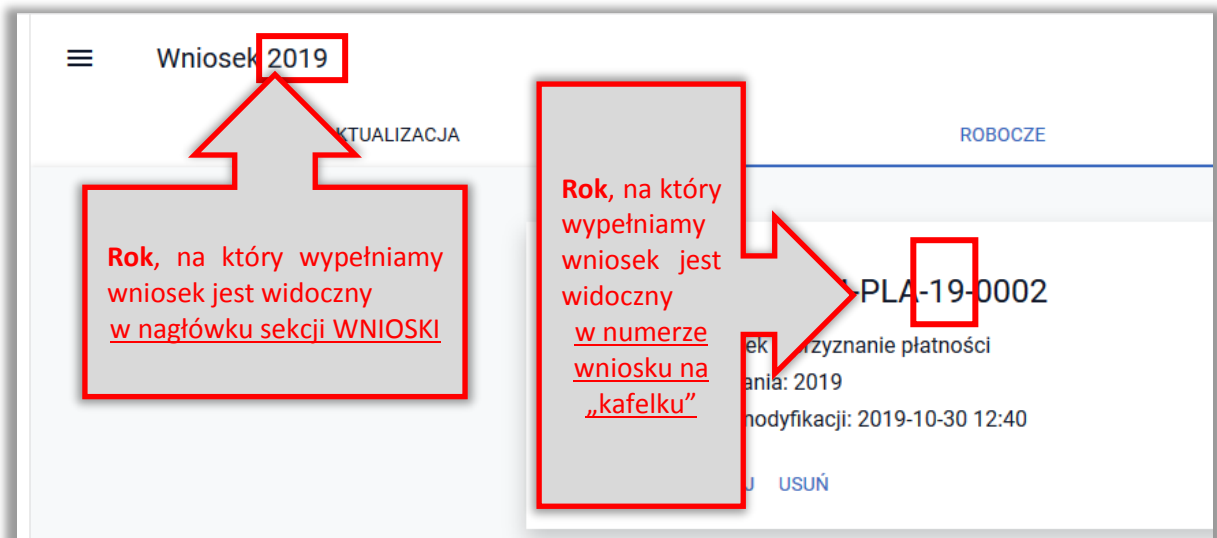 Wniosek 2019
KTUALIZACJA
ROBOCZE
Rok, na który wypełniamy
wniosek jest widoczny
w nagłówku sekcji WNIOSKI
Rok, na który
wypełniamy
wniosek jest
widoczny
w numerze
wniosku na
„kafelku”
-PLA-19-0002
ek rzyznanie płatności
ania: 2019
modyfikacji: 2019-10-30 12:40
J USUŃ